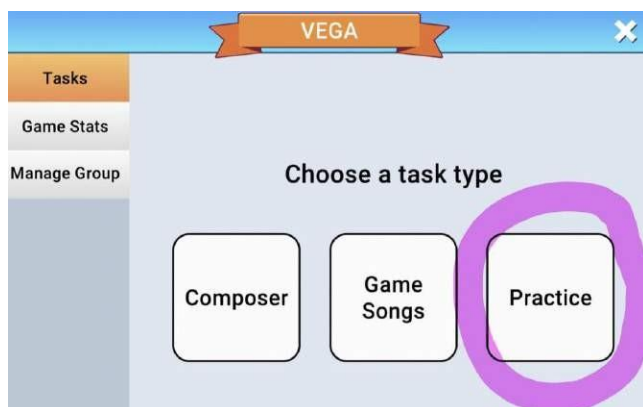 VEGA
Tasks
Game Stats
Manage Group
Choose a task type
Composer
Game
Songs
Practice